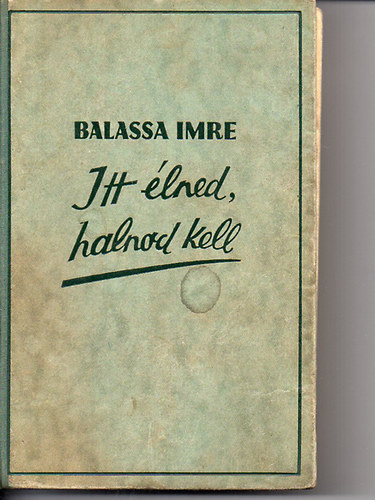 BALASSA IMRE
Itt élned,
halnod kell